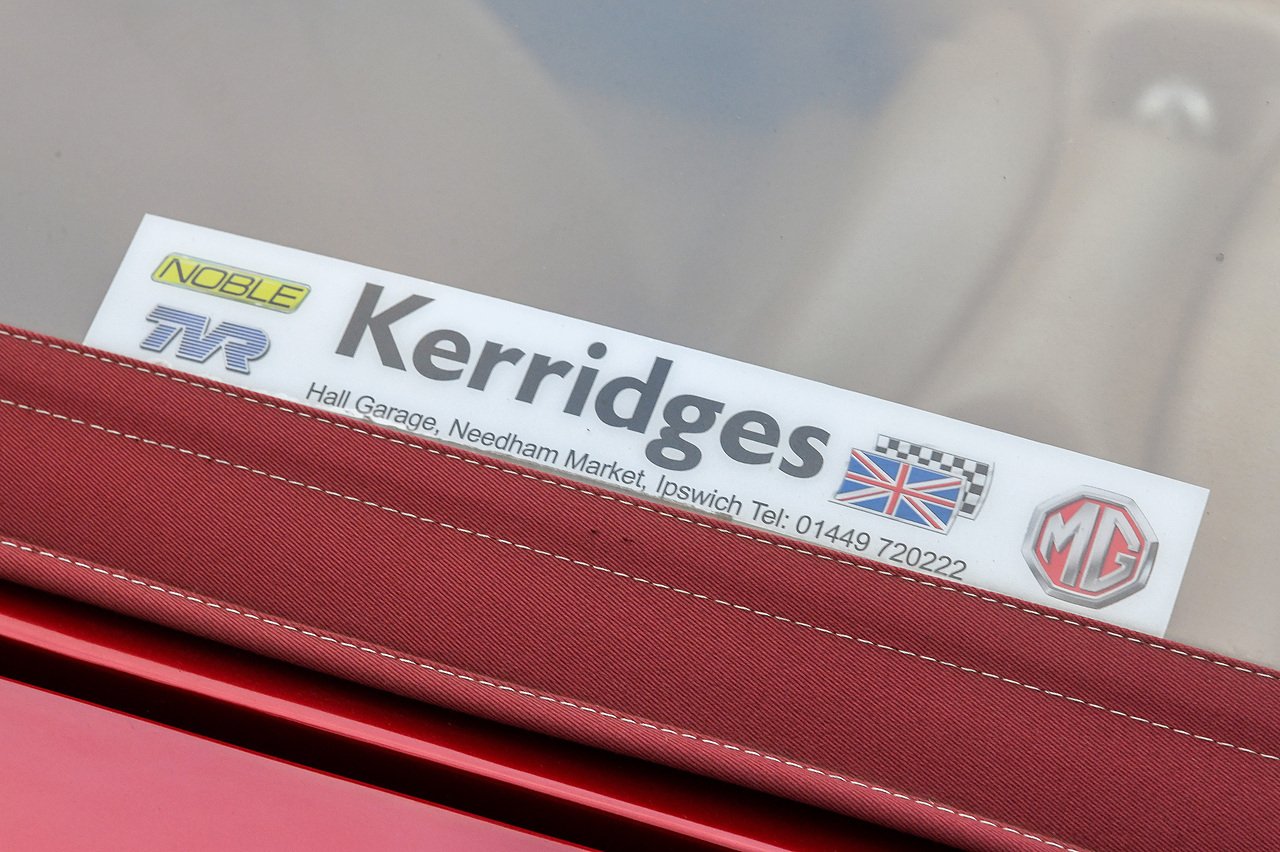 NOBLE
TVR
Kerridges
Hall Garage, Needham Market, Ipswich Tel: 01449 720222
MG